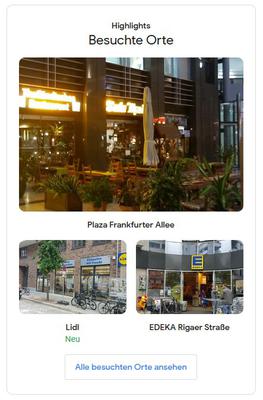 Highlights
Besuchte Orte
Plaza Frankfurter Allee
Lidl
Neu
EDEKA Rigaer Straße
Alle besuchten Orte ansehen